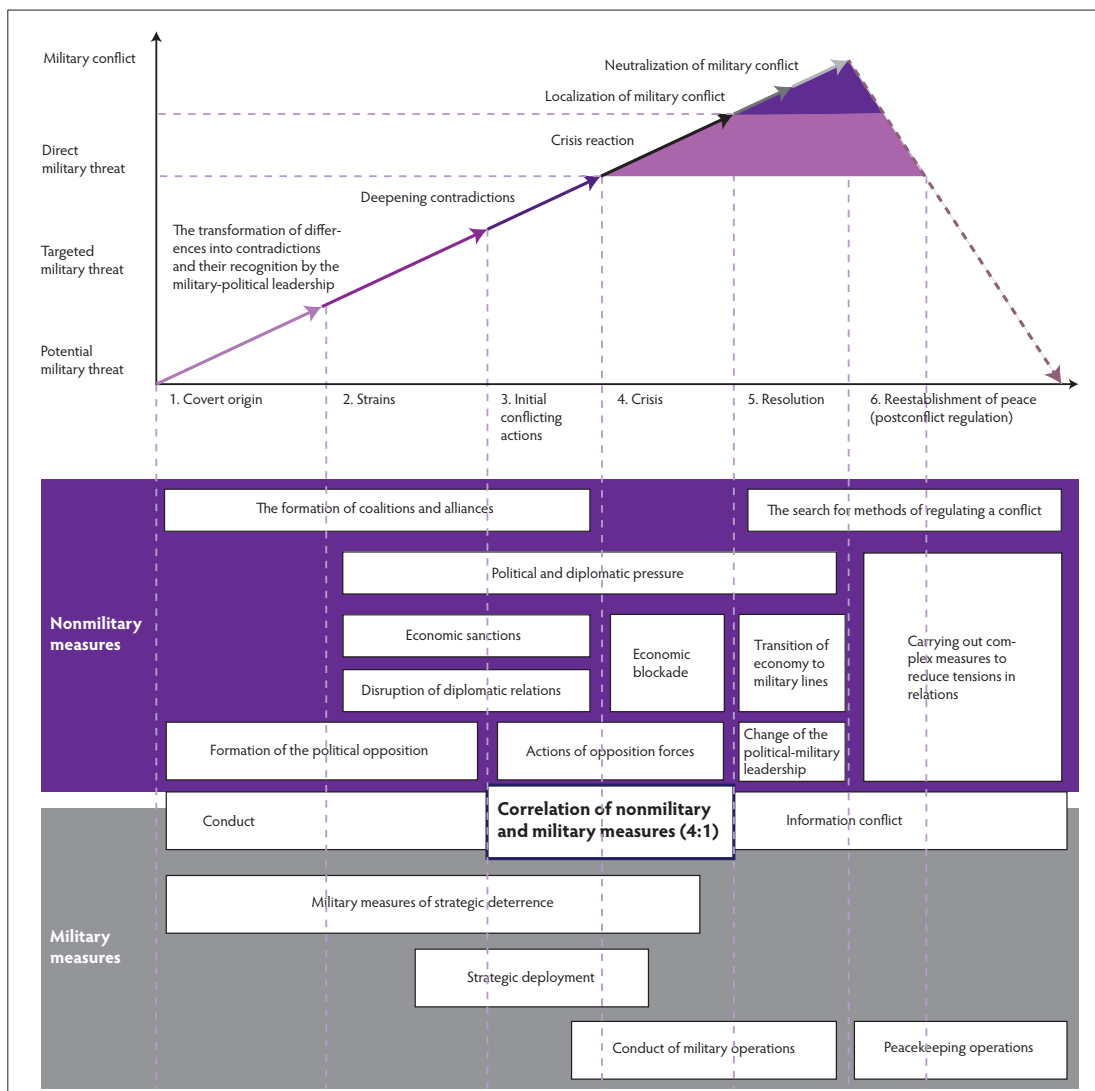 Military conflict
Neutralization of military conflict
Localization of military conflict
Crisis reaction
Direct
military threat
Deepening contradictions
The transformation of differ-
ences into contradictions
and their recognition by the
military-political leadership
Targeted
military threat
Potential
military threat
1. Covert origin
2. Strains
3. Initial
conflicting
actions
4. Crisis
5. Resolution
6. Reestablishment of peace
(postconflict regulation)
Nonmilitary
measures
The formation of coalitions and alliances
The search for methods of regulating a conflict
Political and diplomatic pressure
Economic sanctions
Economic
blockade
Transition of
economy to
military lines
Carrying out com-
plex measures to
reduce tensions in
relations
Disruption of diplomatic relations
Formation of the political opposition
Actions of opposition forces
Change of the
political-military
leadership
Conduct
Correlation of nonmilitary
and military measures (4:1)
Information conflict
Military
measures
Military measures of strategic deterrence
Strategic deployment
Conduct of military operations
Peacekeeping operations